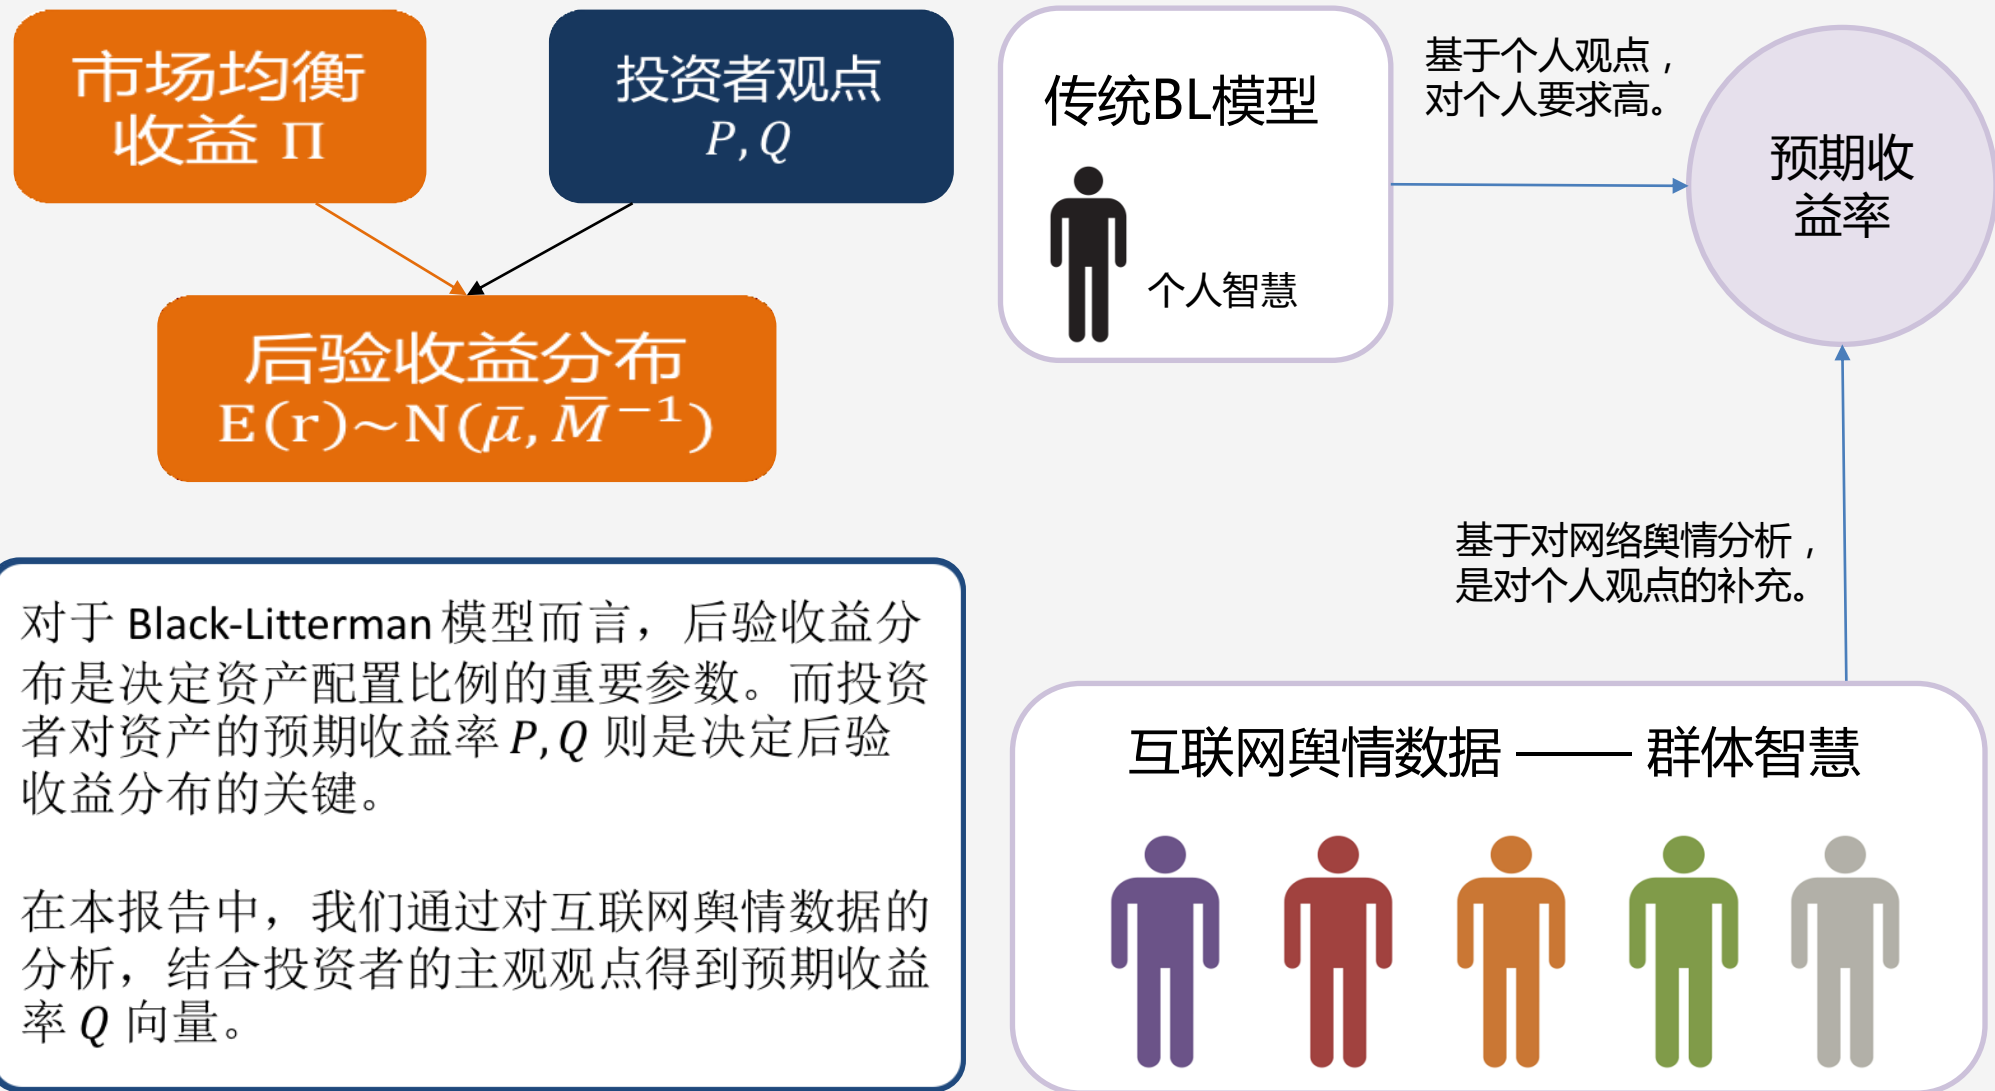 市场均衡
收益 Π
投资者观点
P, Q
后验收益分布
E(r)~N(μ̄, M̄⁻¹)
对于 Black-Litterman 模型而言，后验收益分
布是决定资产配置比例的重要参数。而投资
者对资产的预期收益率 P, Q 则是决定后验
收益分布的关键。
在本报告中，我们通过对互联网舆情数据的
分析，结合投资者的主观观点得到预期收益
率 Q 向量。
传统BL模型
个人智慧
基于个人观点，
对个人要求高。
预期收
益率
基于对网络舆情分析，
是对个人观点的补充。
互联网舆情数据 —— 群体智慧